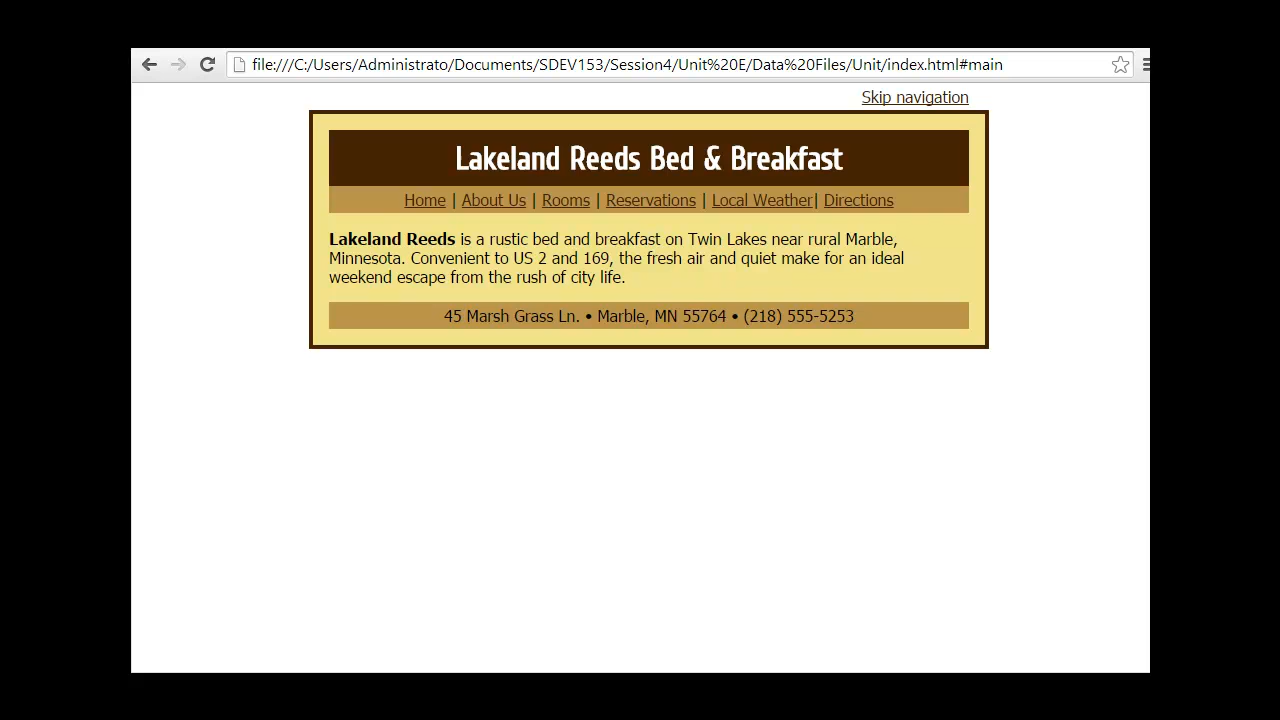 file:///C:/Users/Administrato/Documents/SDEV153/Session4/Unit%20E/Data%20Files/Unit/index.html#main
Skip navigation
Lakeland Reeds Bed & Breakfast
Home | About Us | Rooms | Reservations | Local Weather| Directions
Lakeland Reeds is a rustic bed and breakfast on Twin Lakes near rural Marble,
Minnesota. Convenient to US 2 and 169, the fresh air and quiet make for an ideal
weekend escape from the rush of city life.
45 Marsh Grass Ln. • Marble, MN 55764 • (218) 555-5253